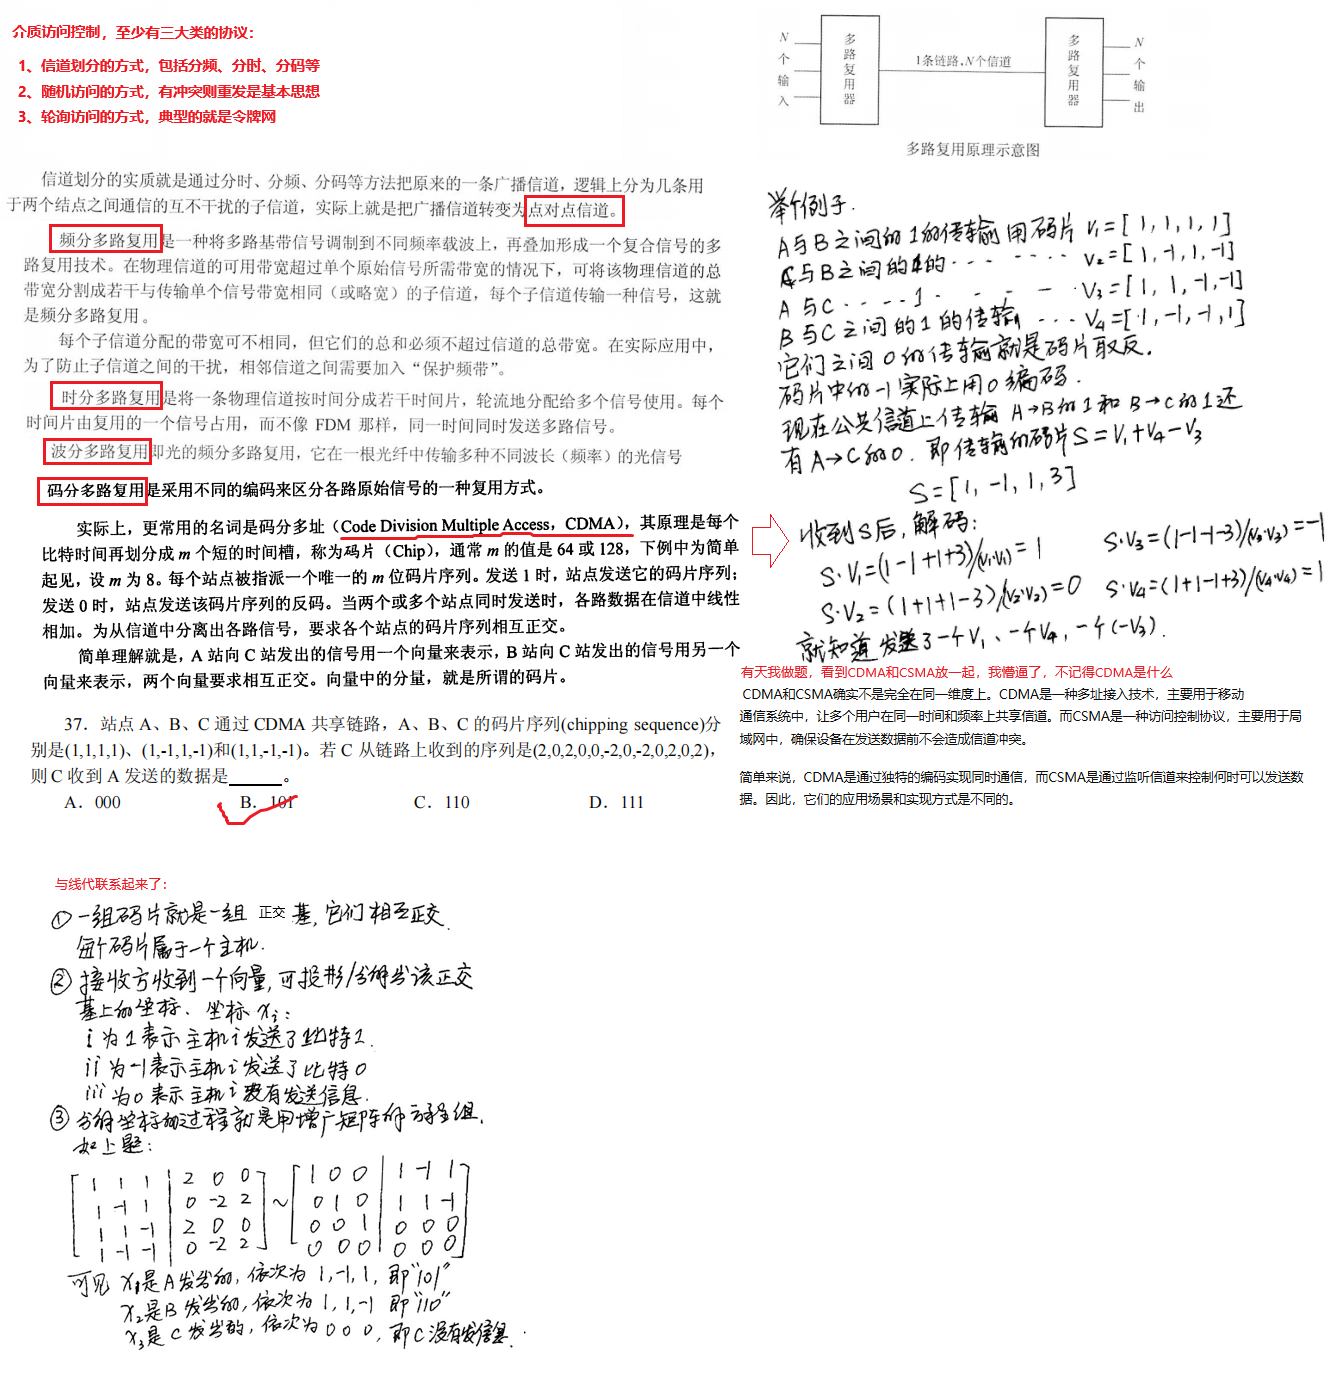 介质访问控制，至少有三大类的协议：
1、信道划分的方式，包括分频、分时、分码等
2、随机访问的方式，有冲突则重发是基本思想
3、轮询访问的方式，典型的就是令牌网
N个输入
多路复用器
1条链路,N个信道
多路复用器
N个输出
多路复用原理示意图
信道划分的实质就是通过分时、分频、分码等方法把原来的一条广播信道，逻辑上分为几条用
于两个结点之间通信的互不干扰的子信道，实际上就是把广播信道转变为点对点信道。
频分多路复用是一种将多路基带信号调制到不同频率载波上，再叠加形成一个复合信号的多
路复用技术。在物理信道的可用带宽超过单个原始信号所需带宽的情况下，可将该物理信道的总
带宽分割成若干与传输单个信号带宽相同（或略宽）的子信道，每个子信道传输一种信号，这就
是频分多路复用。
每个子信道分配的带宽可不相同，但它们的总和必须不超过信道的总带宽。在实际应用中，
为了防止子信道之间的干扰，相邻信道之间需要加入“保护频带”。
时分多路复用是将一条物理信道按时间分成若干时间片，轮流地分配给多个信号使用。每个
时间片由复用的一个信号占用，而不像 FDM 那样，同一时间同时发送多路信号。
波分多路复用即光的频分多路复用，它在一根光纤中传输多种不同波长（频率）的光信号
码分多路复用是采用不同的编码来区分各路原始信号的一种复用方式。
实际上，更常用的名词是码分多址（Code Division Multiple Access，CDMA），其原理是每个
比特时间再划分成 m 个短的时间槽，称为码片（Chip），通常 m 的值是 64 或 128，下例中为简单
起见，设 m 为 8。每个站点被指派一个唯一的 m 位码片序列。发送 1 时，站点发送它的码片序列；
发送 0 时，站点发送该码片序列的反码。当两个或多个站点同时发送时，各路数据在信道中线性
相加。为从信道中分离出各路信号，要求各个站点的码片序列相互正交。
简单理解就是，A 站向 C 站发出的信号用一个向量来表示，B 站向 C 站发出的信号用另一个
向量来表示，两个向量要求相互正交。向量中的分量，就是所谓的码片。
37．站点 A、B、C 通过 CDMA 共享链路，A、B、C 的码片序列(chipping sequence)分
别是(1,1,1,1)、(1,-1,1,-1)和(1,1,-1,-1)。若 C 从链路上收到的序列是(2,0,2,0,0,-2,0,-2,0,2,0,2)，
则 C 收到 A 发送的数据是 。
A．000 B．101 C．110 D．111
举个例子.
A与B之间的1的传输用码片 V₁=[1,1,1,1]
C与B之间的1的········ V₂=[1,-1,1,-1]
A与C····1···· V₃=[1,1,-1,-1]
B与C之间的1的传输 ··· V₄=[1,-1,-1,1]
它们之间0的传输就是码片取反.
码片中的-1实际上用0编码.
现在公共信道上传输 A→B的1和B→C的1还
有A→C的0. 即传输的码片S=V₁+V₄-V₃
S=[1,-1,1,3]
收到S后,解码:
S·V₁=(1-1+1+3)/(V₁·V₁)=1
S·V₃=(1-1-1-3)/(V₃·V₃)=-1
S·V₂=(1+1+1-3)/(V₂·V₂)=0
S·V₄=(1+1-1+3)/(V₄·V₄)=1
就知道发送了一个V₁、一个V₄,一个(-V₃).
有天我做题，看到CDMA和CSMA放一起，我懵逼了，不记得CDMA是什么
CDMA和CSMA确实不是完全在同一维度上。CDMA是一种多址接入技术，主要用于移动
通信系统中，让多个用户在同一时间和频率上共享信道。而CSMA是一种访问控制协议，主要用于局
域网中，确保设备在发送数据前不会造成信道冲突。
简单来说，CDMA是通过独特的编码实现同时通信，而CSMA是通过监听信道来控制何时可以发送数
据。因此，它们的应用场景和实现方式是不同的。
与线代联系起来了：
① 一组码片就是一组 正交 基,它们相互正交.
每个码片属于一个主机.
② 接收方收到一个向量,可投影/分解出该正交
基上的坐标、坐标xᵢ:
i 为1表示主机i发送了比特1.
ii 为-1表示主机i发送了比特0
iii 为0表示主机i没有发送信息.
③ 分解坐标的过程就是用增广矩阵解方程组.
如上题:
1 1 1 | 2 0 0 ~ 1 0 0 | 1 -1 1
1 -1 1 | 0 -2 2 0 1 0 | 1 1 -1
1 1 -1 | 2 0 0 0 0 1 | 0 0 0
1 -1 -1 | 0 -2 2 0 0 0 | 0 0 0
可见 x₁是A发出的,依次为 1,-1,1, 即"101"
x₂是B发出的,依次为 1,1,-1 即"110"
x₃是C发出的,依次为 0 0 0, 即C没有发信息.